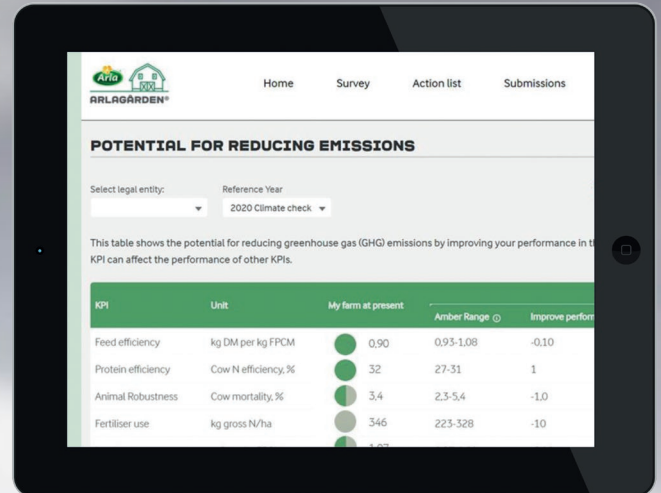 Arla
ARLAGÅRDEN®
Home Survey Action list Submissions
POTENTIAL FOR REDUCING EMISSIONS
Select legal entity: Reference Year
2020 Climate check
This table shows the potential for reducing greenhouse gas (GHG) emissions by improving your performance in
KPI can affect the performance of other KPIs.
KPI Unit My farm at present
Amber Range Improve
Feed efficiency kg DM per kg FPCM 0,90 0,93-1,08 -0,10
Protein efficiency Cow N efficiency, % 32 27-31 1
Animal Robustness Cow mortality, % 3,4 2,3-5,4 -1,0
Fertiliser use kg gross N/ha 346 223-328 -10